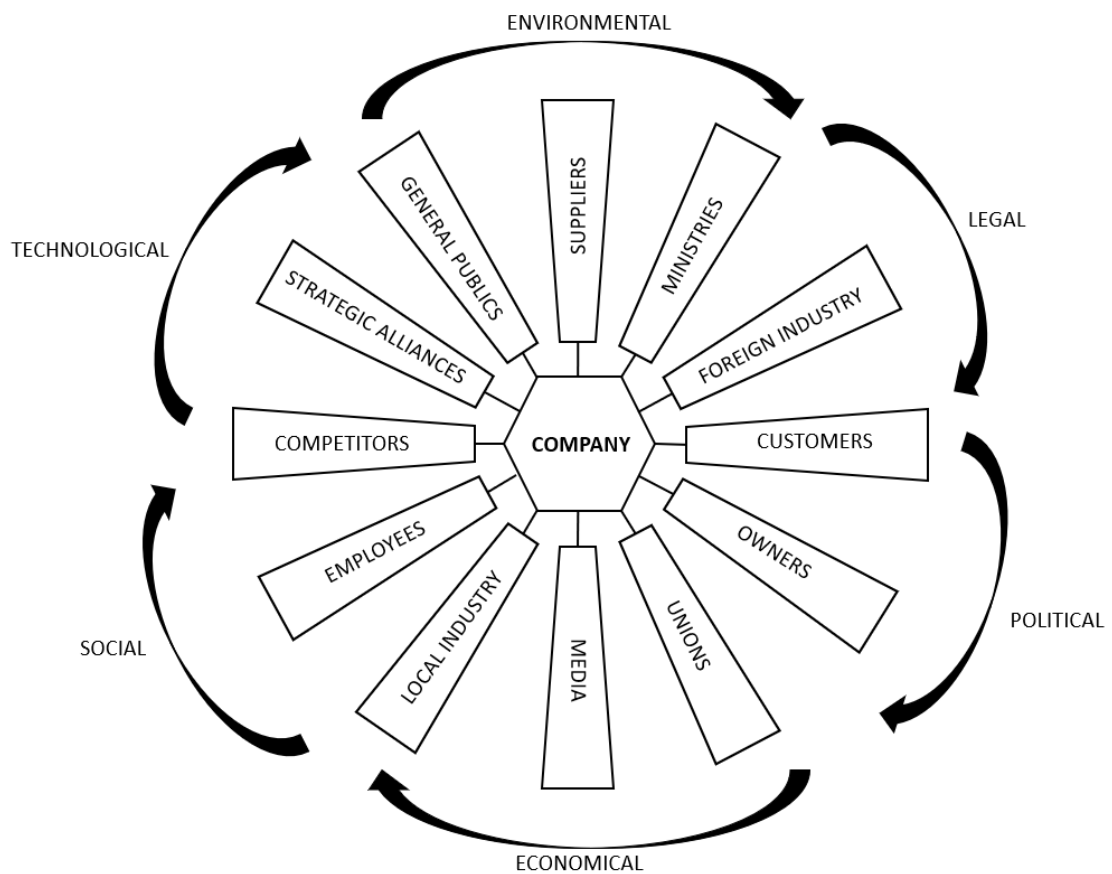 ENVIRONMENTAL
SUPPLIERS
MINISTRIES
GENERAL PUBLICS
LEGAL
TECHNOLOGICAL
STRATEGIC ALLIANCES
FOREIGN INDUSTRY
COMPETITORS
COMPANY
CUSTOMERS
EMPLOYEES
OWNERS
LOCAL INDUSTRY
MEDIA
UNIONS
POLITICAL
SOCIAL
ECONOMICAL